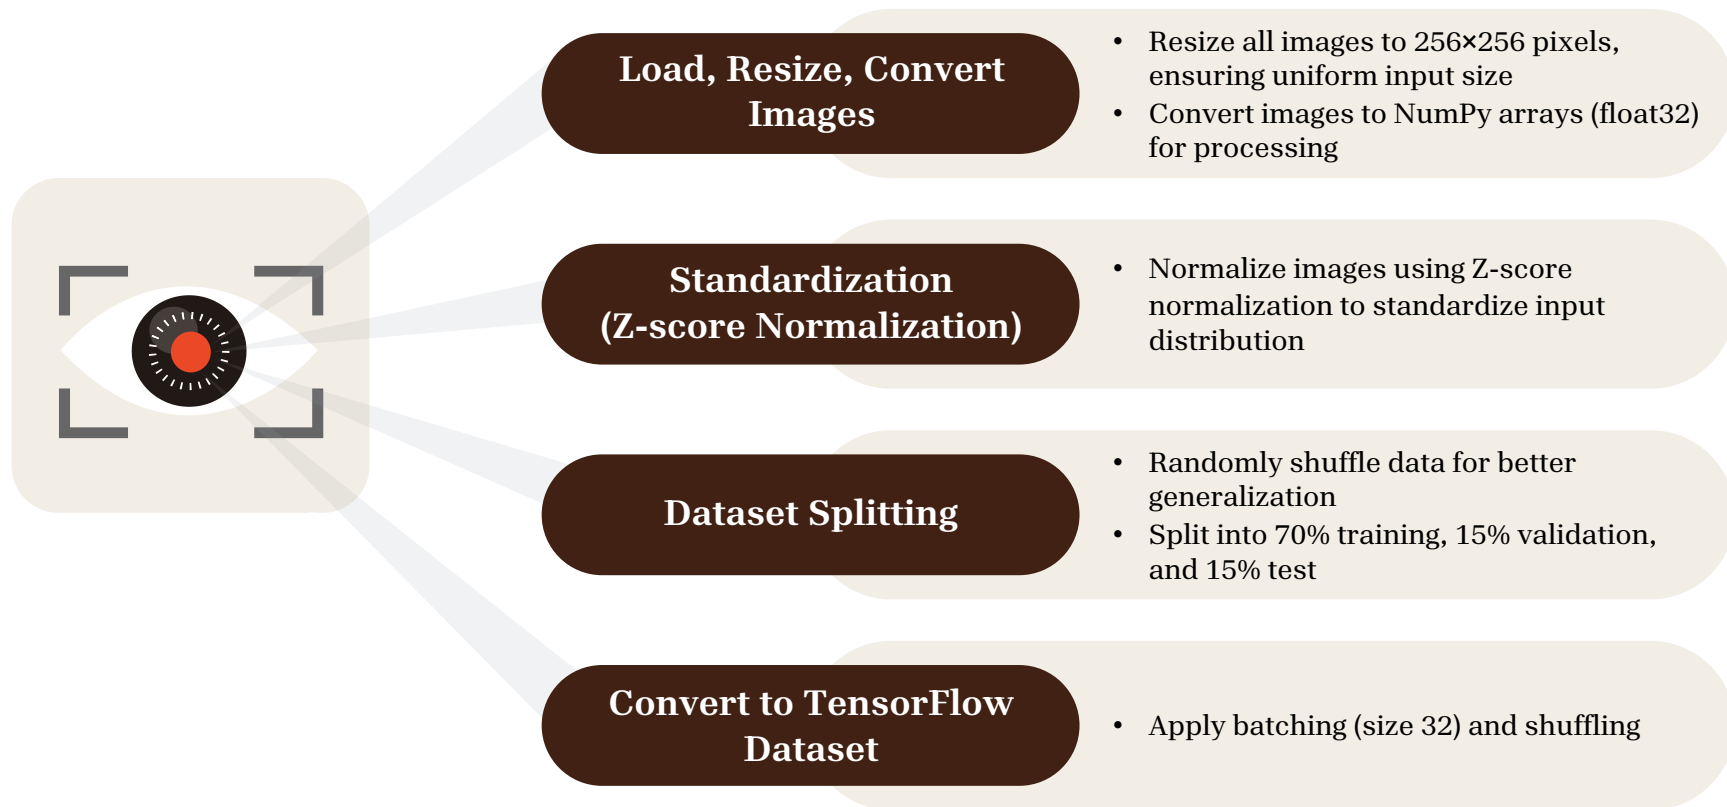 Load, Resize, Convert
Images
• Resize all images to 256×256 pixels,
ensuring uniform input size
• Convert images to NumPy arrays (float32)
for processing
Standardization
(Z-score Normalization)
• Normalize images using Z-score
normalization to standardize input
distribution
Dataset Splitting
• Randomly shuffle data for better
generalization
• Split into 70% training, 15% validation,
and 15% test
Convert to TensorFlow
Dataset
• Apply batching (size 32) and shuffling